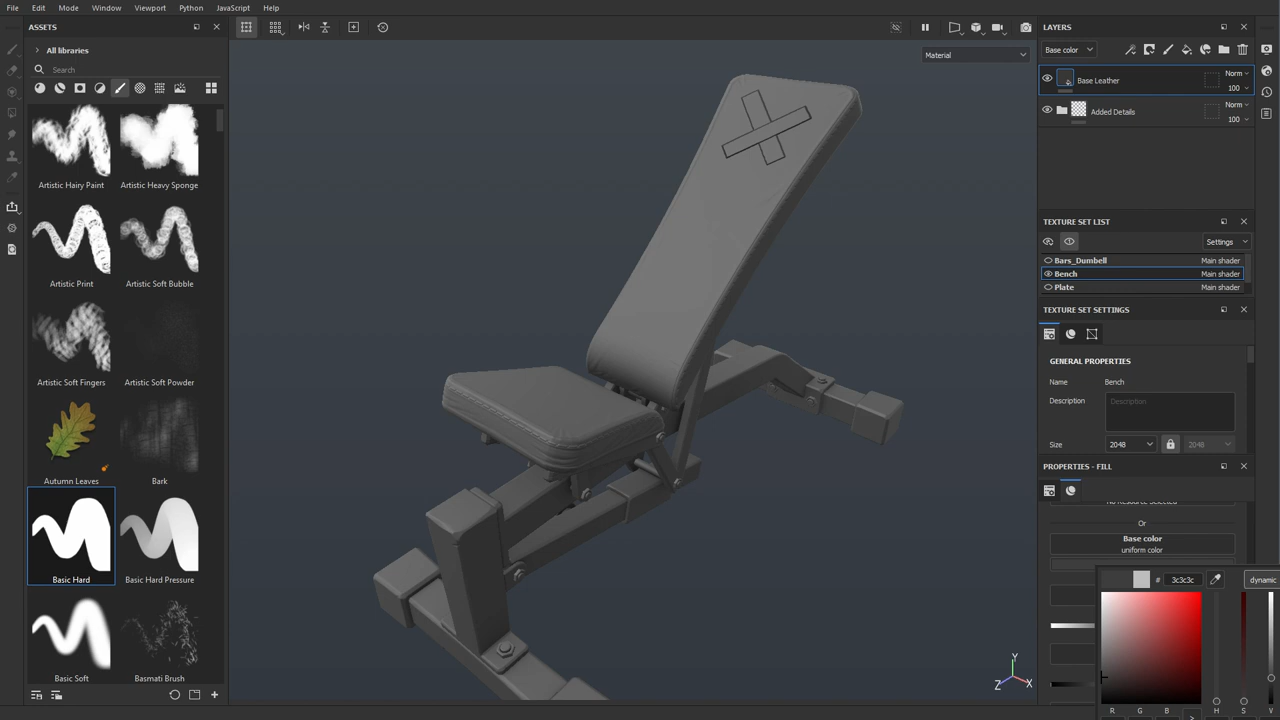 File Edit Mode Window Viewport Python JavaScript Help
ASSETS
All libraries
Search
Artistic Hairy Paint
Artistic Heavy Sponge
Artistic Print
Artistic Soft Bubble
Artistic Soft Fingers
Artistic Soft Powder
Autumn Leaves
Bark
Basic Hard
Basic Hard Pressure
Basic Soft
Basmati Brush
Material
Y
Z
X
LAYERS
Base color
Base Leather
Norm
100
Added Details
Norm
100
TEXTURE SET LIST
Settings
Bars_Dumbell Main shader
Bench Main shader
Plate Main shader
TEXTURE SET SETTINGS
GENERAL PROPERTIES
Name Bench
Description Description
Size 2048 2048
PROPERTIES - FILL
No Resource Selected
Or
Base color
uniform color
# 3c3c3c dynamic
R G B H S V